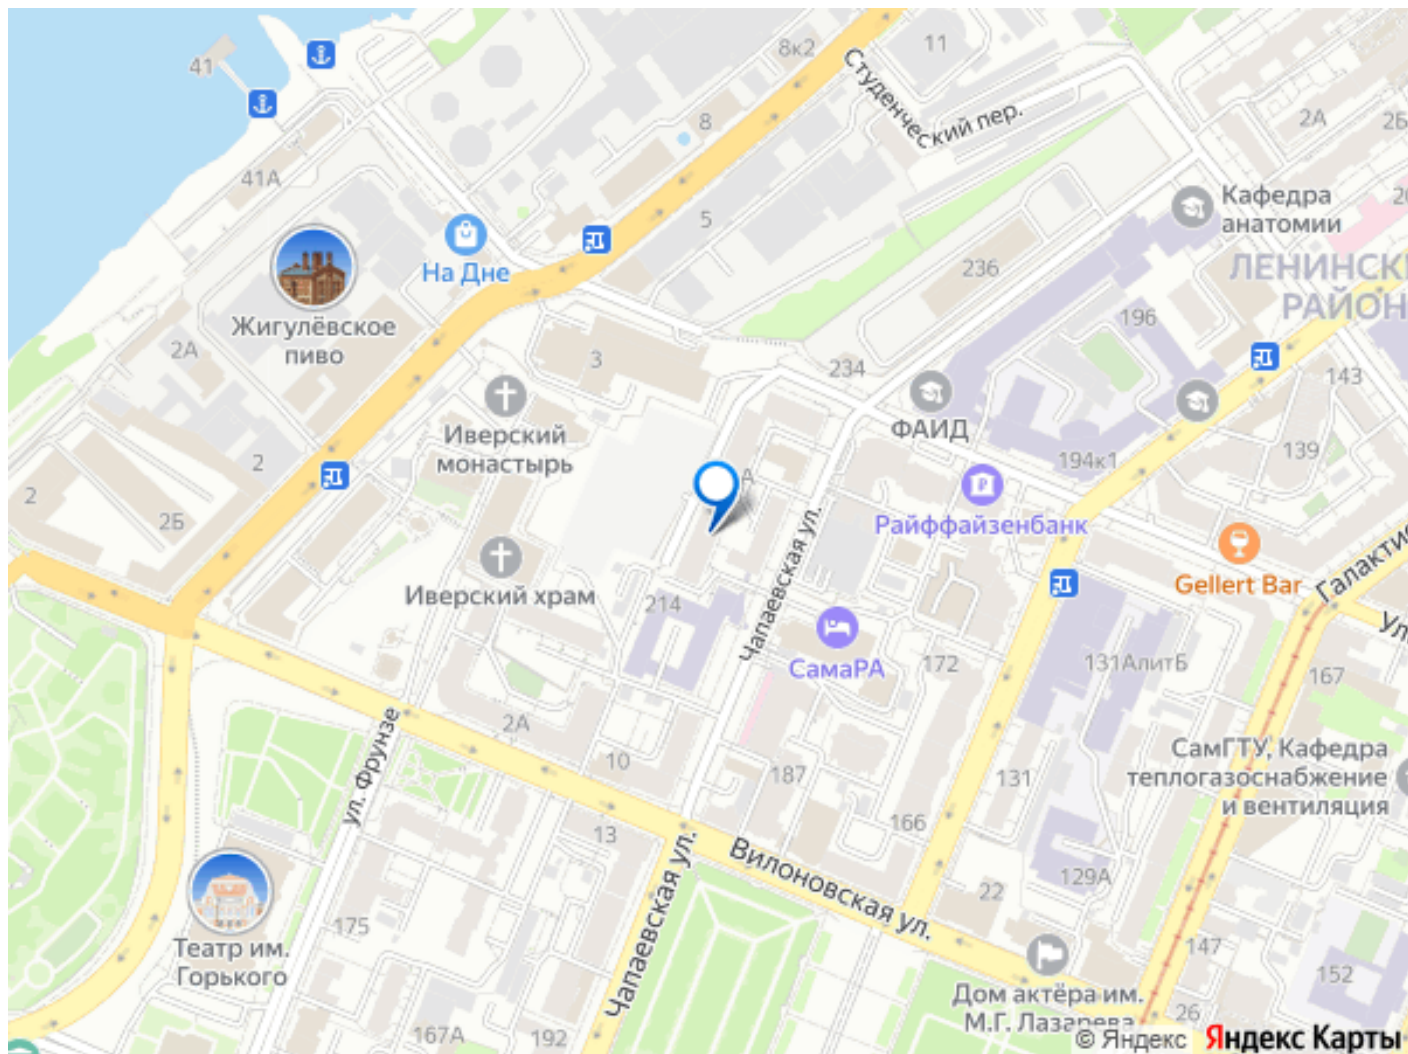 41
8к2
11
Студенческий пер.
8
2А
2Б
41А
5
Кафедра
анатомии
На Дне
236
ЛЕНИНСК
РАЙОН
Жигулёвское
пиво
2А
196
3
234
143
Иверский
монастырь
ФАИД
2
194к1
139
А
2
2Б
Райффайзенбанк
Чапаевская ул.
Gellert Bar
Галакти
Иверский храм
214
Ул
СамаРА
172
131АлитБ
167
2А
ул. Фрунзе
10
187
131
СамГТУ, Кафедра
теплогазоснабжение
и вентиляция
13
166
Вилоновская ул.
Чапаевская ул.
22
129А
175
Театр им.
Горького
147
152
Дом актёра им.
М.Г. Лазарева
167А
192
26
© Яндекс Яндекс Карты